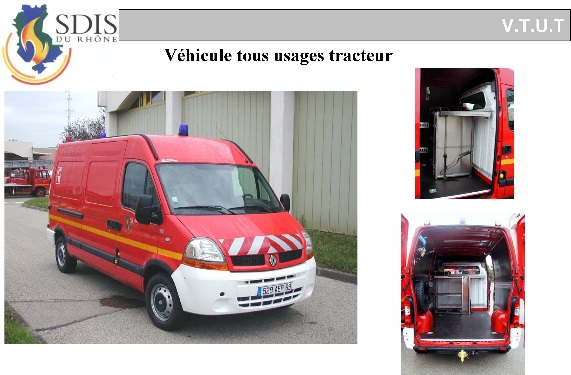 SDIS
DU RHÔNE
V.T.U.T
Véhicule tous usages tracteur